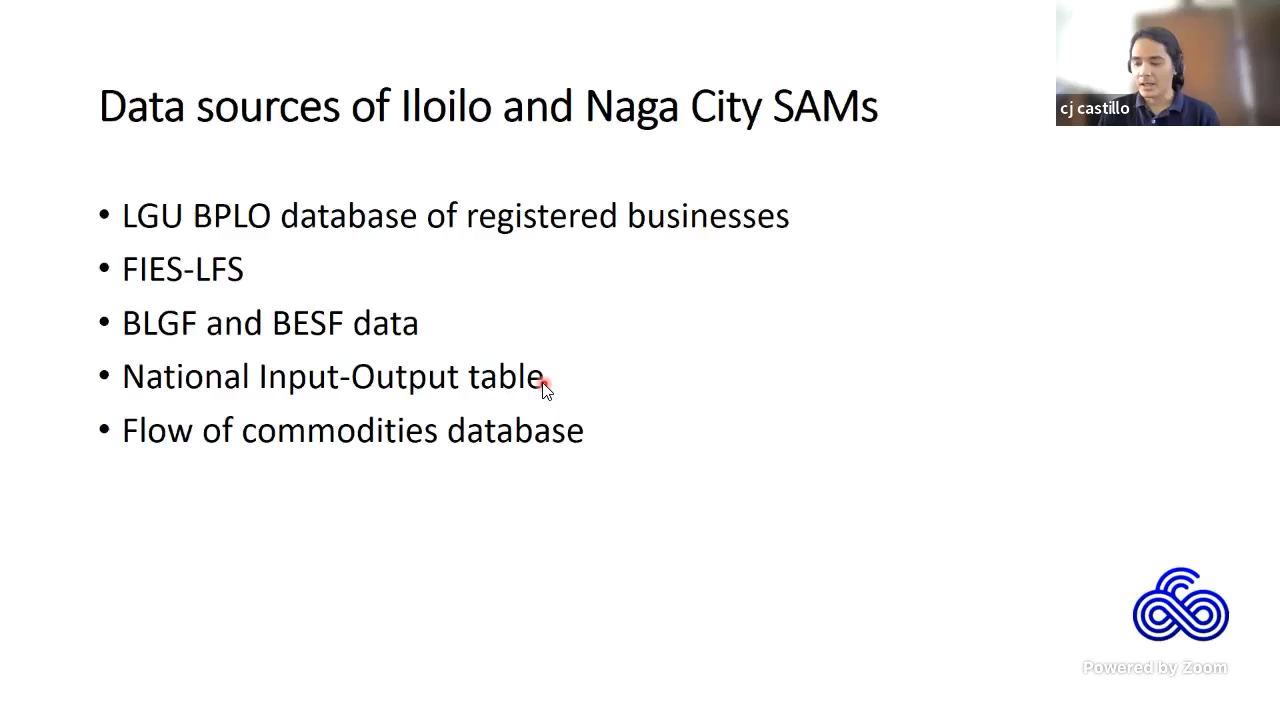 cj castillo
Data sources of Iloilo and Naga City SAMs
• LGU BPLO database of registered businesses
• FIES-LFS
• BLGF and BESF data
• National Input-Output table
• Flow of commodities database
Powered by Zoom